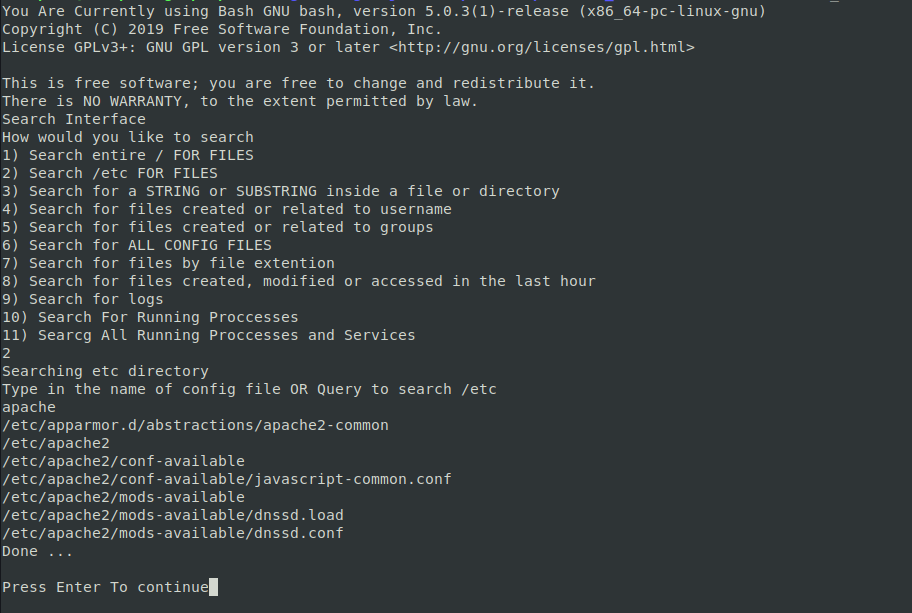 You Are Currently using Bash GNU bash, version 5.0.3(1)-release (x86_64-pc-linux-gnu)
Copyright (C) 2019 Free Software Foundation, Inc.
License GPLv3+: GNU GPL version 3 or later <http://gnu.org/licenses/gpl.html>
This is free software; you are free to change and redistribute it.
There is NO WARRANTY, to the extent permitted by law.
Search Interface
How would you like to search
1) Search entire / FOR FILES
2) Search /etc FOR FILES
3) Search for a STRING or SUBSTRING inside a file or directory
4) Search for files created or related to username
5) Search for files created or related to groups
6) Search for ALL CONFIG FILES
7) Search for files by file extention
8) Search for files created, modified or accessed in the last hour
9) Search for logs
10) Search For Running Proccesses
11) Searcg All Running Proccesses and Services
2
Searching etc directory
Type in the name of config file OR Query to search /etc
apache
/etc/apparmor.d/abstractions/apache2-common
/etc/apache2
/etc/apache2/conf-available
/etc/apache2/conf-available/javascript-common.conf
/etc/apache2/mods-available
/etc/apache2/mods-available/dnssd.load
/etc/apache2/mods-available/dnssd.conf
Done ...
Press Enter To continue